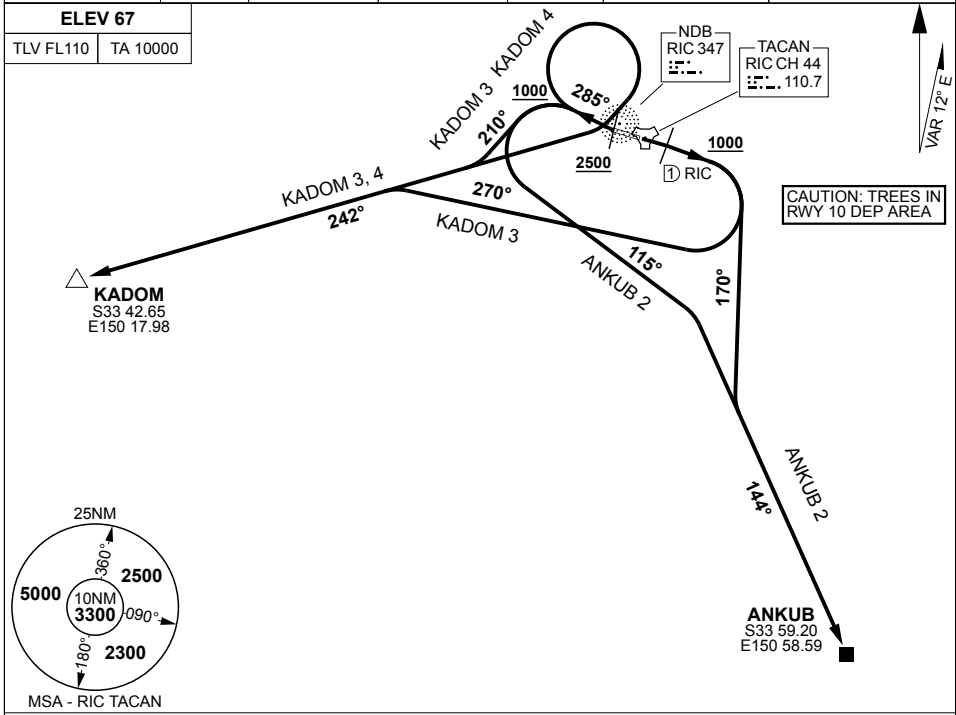 ELEV 67
TLV FL110 TA 10000
KADOM 4
KADOM 3
NDB
RIC 347
TACAN
RIC CH 44
110.7
VAR 12° E
1000
285°
210°
2500
1000
1 RIC
CAUTION: TREES IN
RWY 10 DEP AREA
KADOM 3, 4
242°
270°
KADOM 3
115°
ANKUB 2
170°
KADOM
S33 42.65
E150 17.98
ANKUB 2
144°
ANKUB
S33 59.20
E150 58.59
25NM
360°
2500
5000
10NM
3300
090°
180°
2300
MSA - RIC TACAN